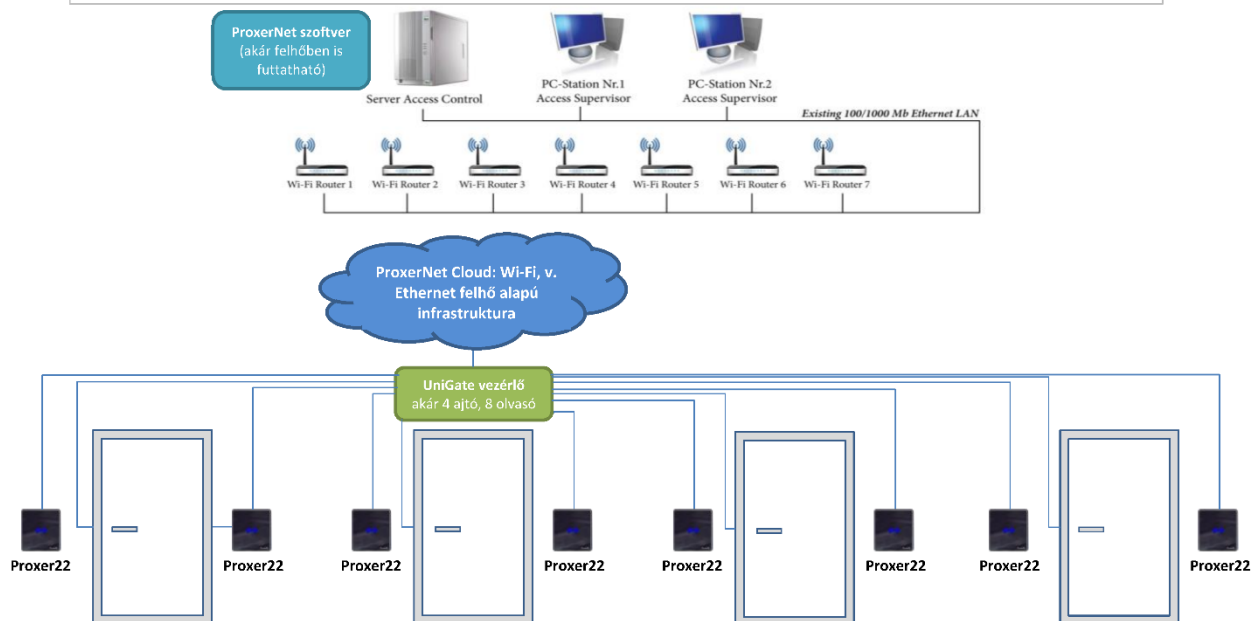 ProxerNet szoftver
(akár felhőben is
futtatható)
Server Access Control
PC-Station Nr.1
Access Supervisor
PC-Station Nr.2
Access Supervisor
Existing 100/1000 Mb Ethernet LAN
Wi-Fi Router 1
Wi-Fi Router 2
Wi-Fi Router 3
Wi-Fi Router 4
Wi-Fi Router 5
Wi-Fi Router 6
Wi-Fi Router 7
ProxerNet Cloud: Wi-Fi, v.
Ethernet felhő alapú
infrastruktura
UniGate vezérlő
akár 4 ajtó, 8 olvasó
Proxer22
Proxer22
Proxer22
Proxer22
Proxer22
Proxer22
Proxer22
Proxer22